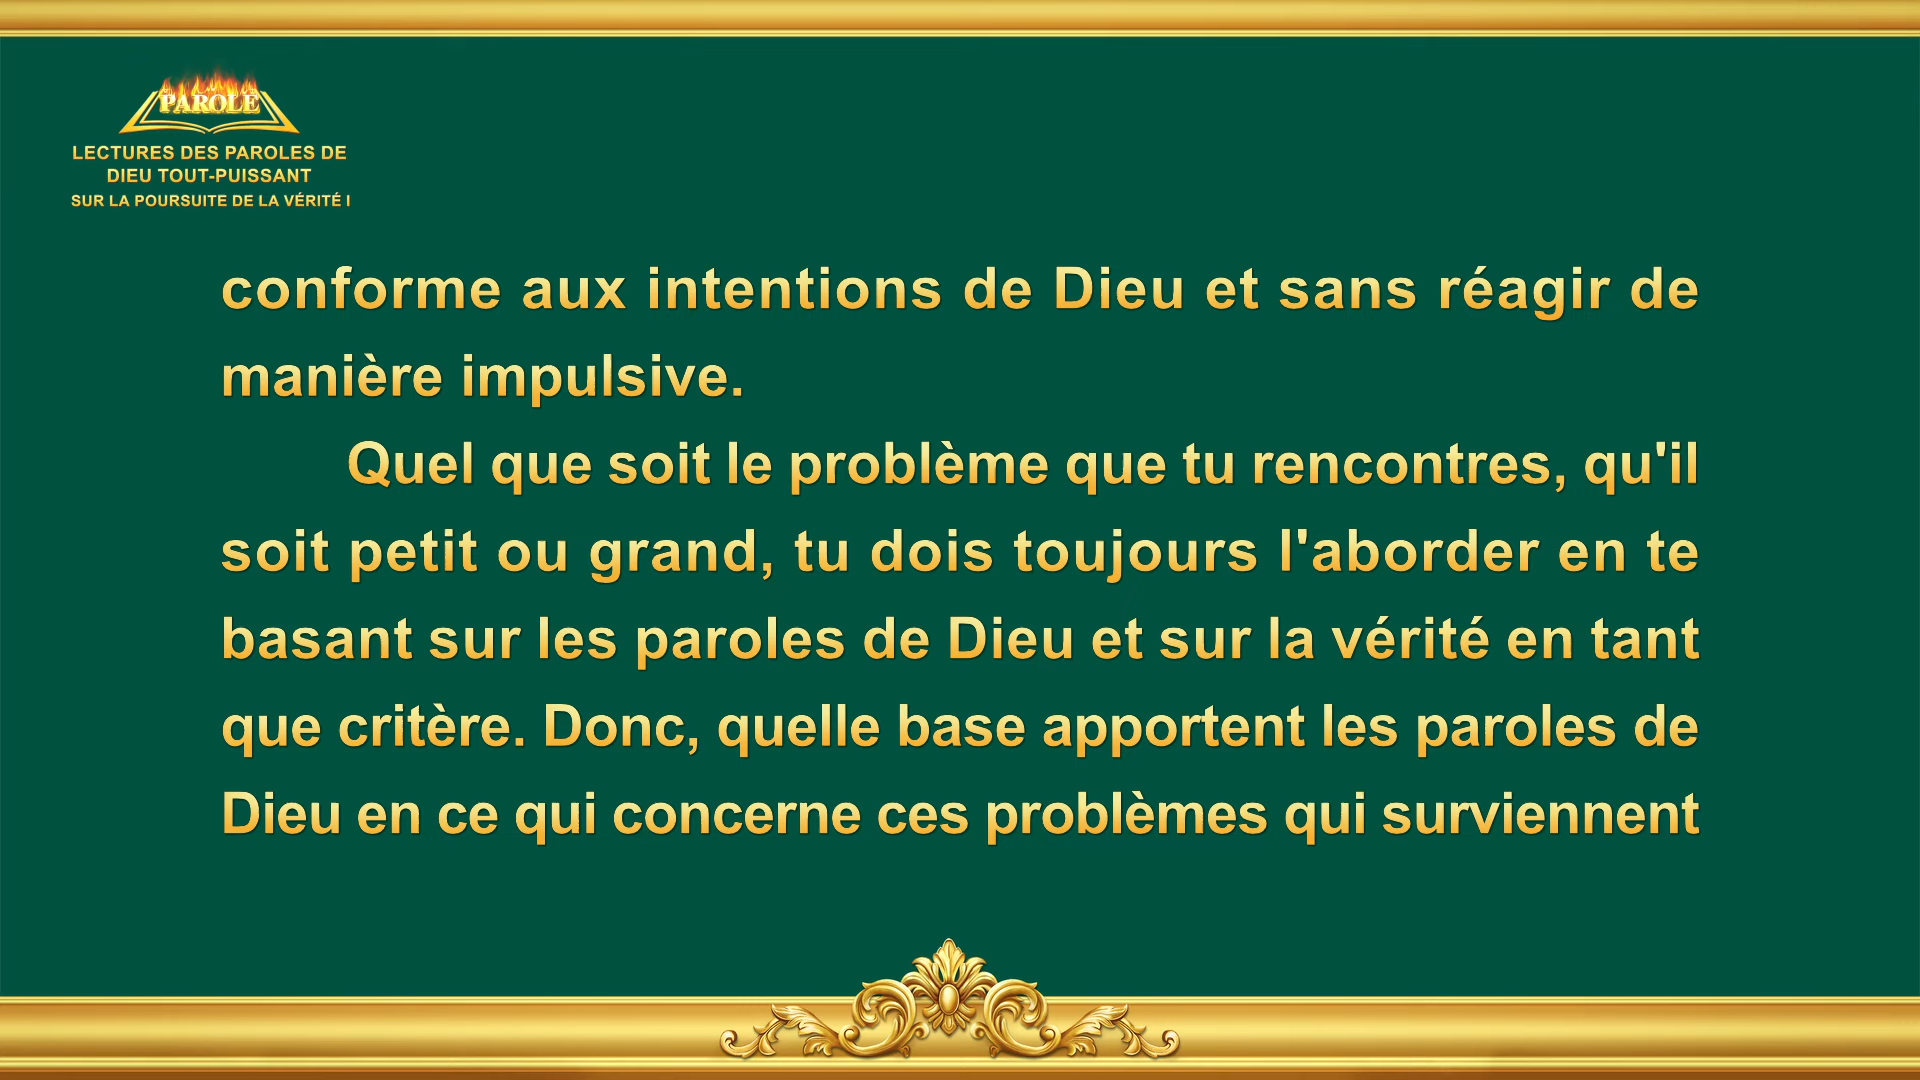 PAROLE
LECTURES DES PAROLES DE
DIEU TOUT-PUISSANT
SUR LA POURSUITE DE LA VÉRITÉ I
conforme aux intentions de Dieu et sans réagir de
manière impulsive.
Quel que soit le problème que tu rencontres, qu'il
soit petit ou grand, tu dois toujours l'aborder en te
basant sur les paroles de Dieu et sur la vérité en tant
que critère. Donc, quelle base apportent les paroles de
Dieu en ce qui concerne ces problèmes qui surviennent